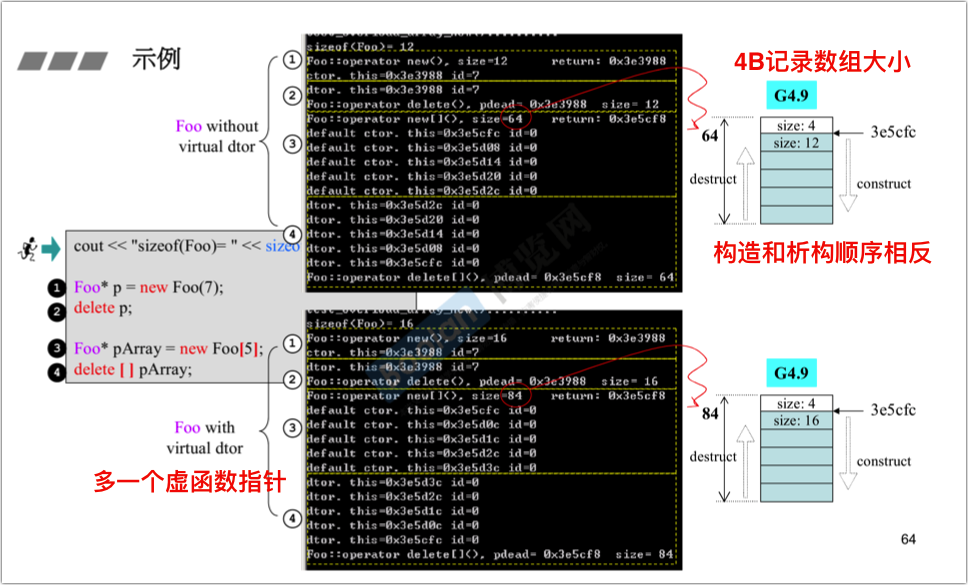 示例
4B记录数组大小
Foo without
virtual dtor
sizeof(Foo)= 12
① Foo::operator new(), size=12 return: 0x3e3988
ctor. this=0x3e3988 id=7
② dtor. this=0x3e3988 id=7
Foo::operator delete(), pdead= 0x3e3988 size= 12
③ Foo::operator new[](), size=64 return: 0x3e5cf8
default ctor. this=0x3e5cfc id=0
default ctor. this=0x3e5d08 id=0
default ctor. this=0x3e5d14 id=0
default ctor. this=0x3e5d20 id=0
default ctor. this=0x3e5d2c id=0
④ dtor. this=0x3e5d2c id=0
dtor. this=0x3e5d20 id=0
dtor. this=0x3e5d14 id=0
dtor. this=0x3e5d08 id=0
dtor. this=0x3e5cfc id=0
Foo::operator delete[](), pdead= 0x3e5cf8 size= 64
G4.9
64
size: 4
size: 12
3e5cfc
destruct
construct
构造和析构顺序相反
cout << "sizeof(Foo)= " << sizeo
1 Foo* p = new Foo(7);
2 delete p;
3 Foo* pArray = new Foo[5];
4 delete [ ] pArray;
Foo with
virtual dtor
多一个虚函数指针
sizeof(Foo)= 16
① Foo::operator new(), size=16 return: 0x3e3988
ctor. this=0x3e3988 id=7
② dtor. this=0x3e3988 id=7
Foo::operator delete(), pdead= 0x3e3988 size= 16
③ Foo::operator new[](), size=84 return: 0x3e5cf8
default ctor. this=0x3e5cfc id=0
default ctor. this=0x3e5d0c id=0
default ctor. this=0x3e5d1c id=0
default ctor. this=0x3e5d2c id=0
default ctor. this=0x3e5d3c id=0
④ dtor. this=0x3e5d3c id=0
dtor. this=0x3e5d2c id=0
dtor. this=0x3e5d1c id=0
dtor. this=0x3e5d0c id=0
dtor. this=0x3e5cfc id=0
Foo::operator delete[](), pdead= 0x3e5cf8 size= 84
G4.9
84
size: 4
size: 16
3e5cfc
destruct
construct
64